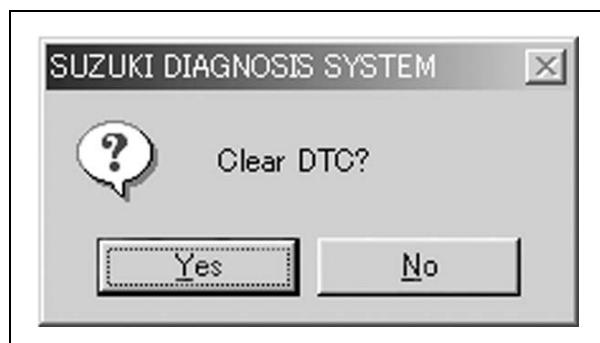 SUZUKI DIAGNOSIS SYSTEM
?
Clear DTC?
Yes No